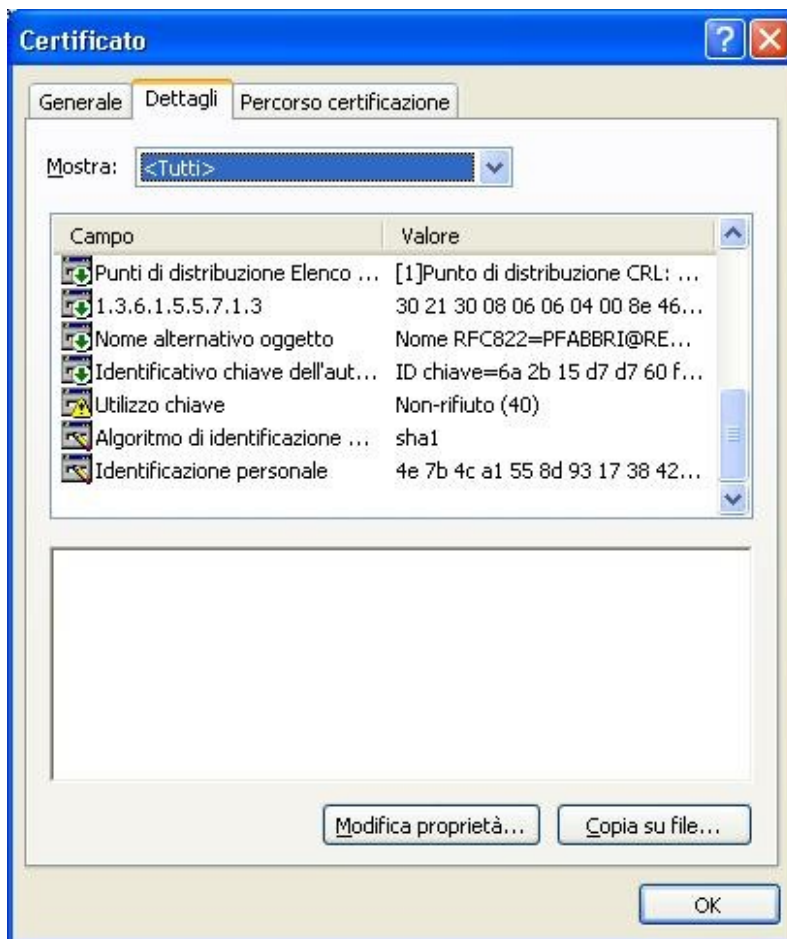 Certificato
Generale Dettagli Percorso certificazione
Mostra: <Tutti>
Campo Valore
Punti di distribuzione Elenco ... [1]Punto di distribuzione CRL: ...
1.3.6.1.5.5.7.1.3 30 21 30 08 06 06 04 00 8e 46...
Nome alternativo oggetto Nome RFC822=PFABBRI@RE...
Identificativo chiave dell'aut... ID chiave=6a 2b 15 d7 d7 60 f...
Utilizzo chiave Non-rifiuto (40)
Algoritmo di identificazione ... sha1
Identificazione personale 4e 7b 4c a1 55 8d 93 17 38 42...
Modifica proprietà... Copia su file...
OK